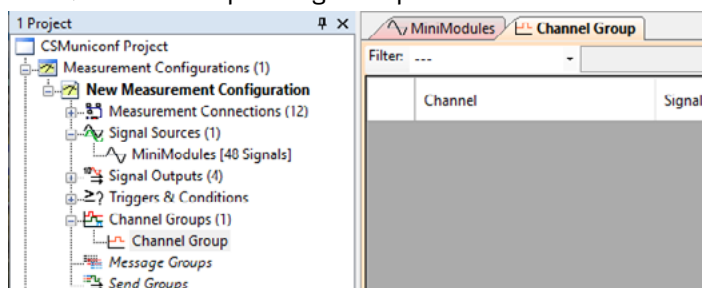 1 Project
CSMuniconf Project
Measurement Configurations (1)
New Measurement Configuration
Measurement Connections (12)
Signal Sources (1)
MiniModules [48 Signals]
Signal Outputs (4)
Triggers & Conditions
Channel Groups (1)
Channel Group
Message Groups
Send Groups
MiniModules Channel Group
Filter: ---
Channel Signal